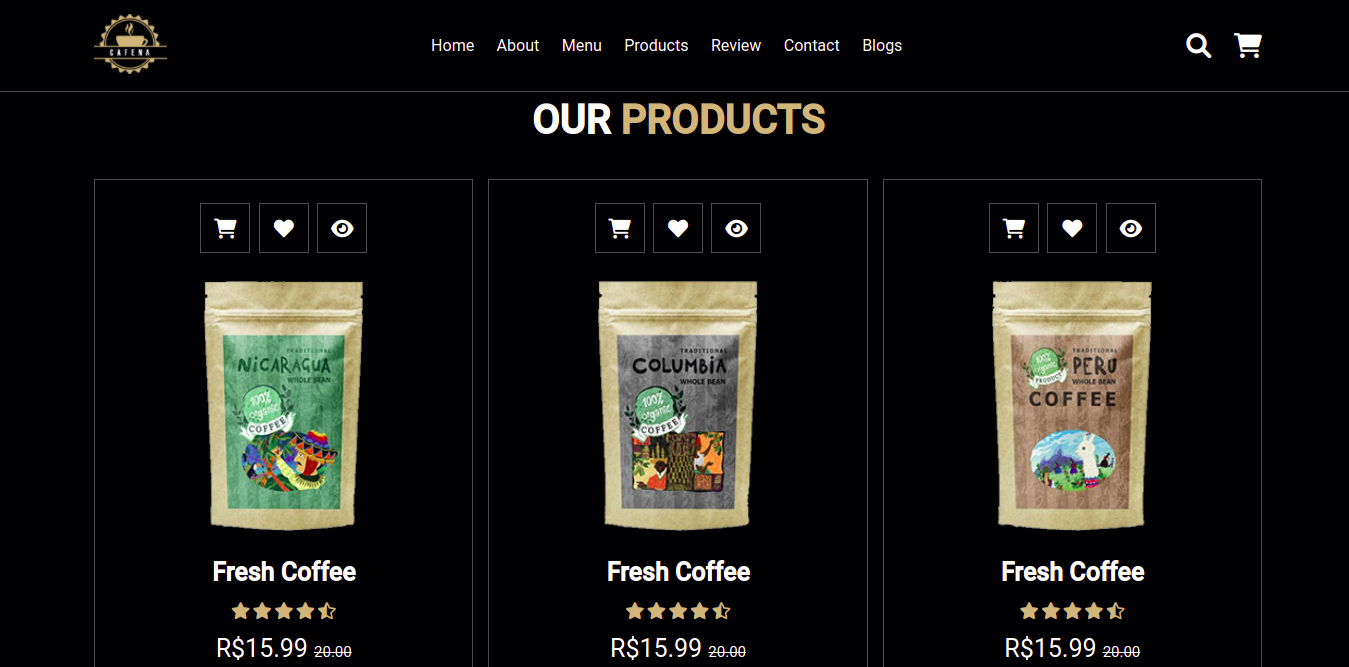 CAFENA
Home About Menu Products Review Contact Blogs
OUR PRODUCTS
TRADITIONAL
NICARAGUA
WHOLE BEAN
100%
organic
COFFEE
TRADITIONAL
COLUMBIA
WHOLE BEAN
100%
organic
COFFEE
TRADITIONAL
100%
organic
PRODUCT
PERU
WHOLE BEAN
COFFEE
Fresh Coffee Fresh Coffee Fresh Coffee
R$15.99 20.00 R$15.99 20.00 R$15.99 20.00